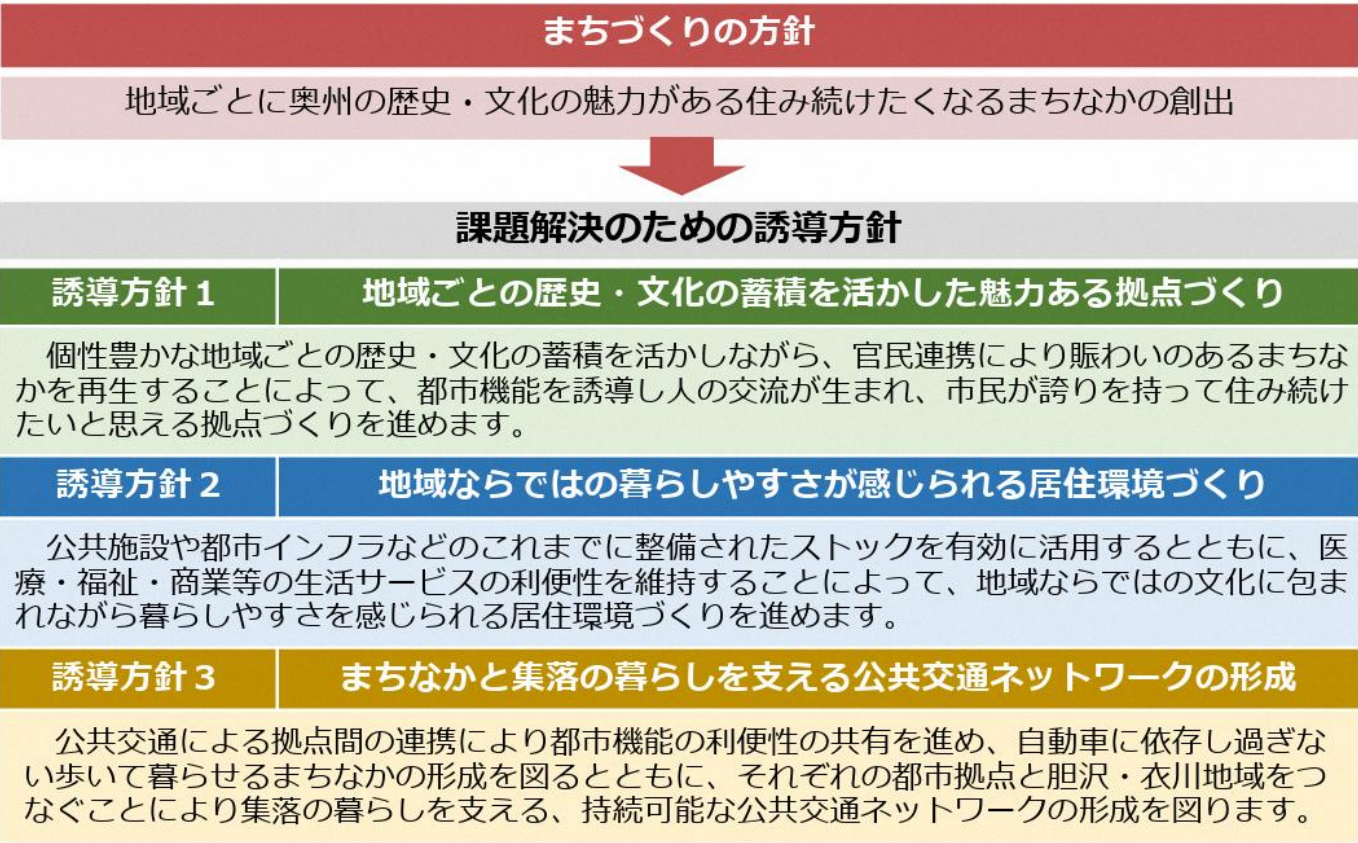 まちづくりの方針
地域ごとに奥州の歴史・文化の魅力がある住み続けたくなるまちなかの創出
課題解決のための誘導方針
誘導方針１ 地域ごとの歴史・文化の蓄積を活かした魅力ある拠点づくり
個性豊かな地域ごとの歴史・文化の蓄積を活かしながら、官民連携により賑わいのあるまちな
かを再生することによって、都市機能を誘導し人の交流が生まれ、市民が誇りを持って住み続け
たいと思える拠点づくりを進めます。
誘導方針２ 地域ならではの暮らしやすさが感じられる居住環境づくり
公共施設や都市インフラなどのこれまでに整備されたストックを有効に活用するとともに、医
療・福祉・商業等の生活サービスの利便性を維持することによって、地域ならではの文化に包ま
れながら暮らしやすさを感じられる居住環境づくりを進めます。
誘導方針３ まちなかと集落の暮らしを支える公共交通ネットワークの形成
公共交通による拠点間の連携により都市機能の利便性の共有を進め、自動車に依存し過ぎな
い歩いて暮らせるまちなかの形成を図るとともに、それぞれの都市拠点と胆沢・衣川地域をつ
なぐことにより集落の暮らしを支える、持続可能な公共交通ネットワークの形成を図ります。